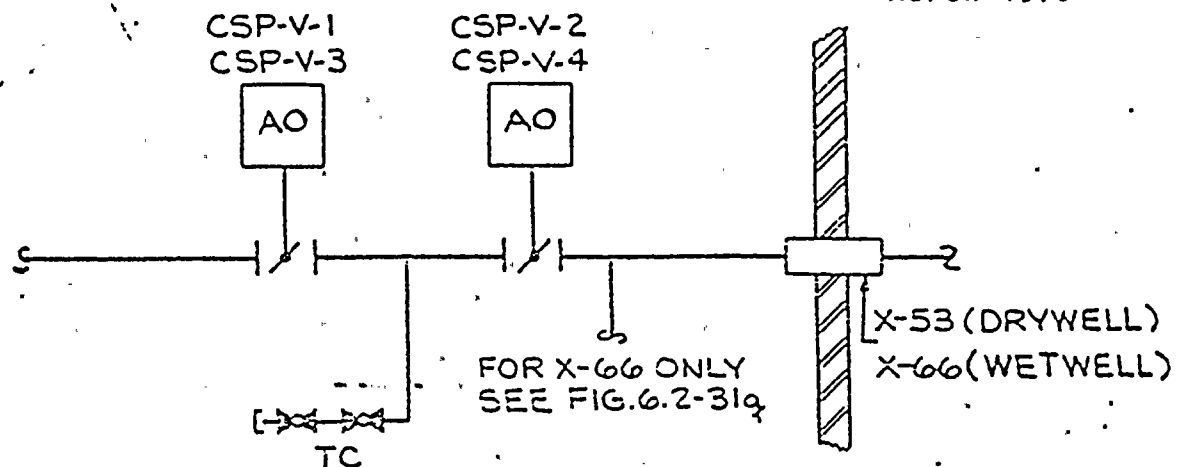 CSP-V-1
CSP-V-3
CSP-V-2
CSP-V-4
AO
AO
X-53 (DRYWELL)
X-66 (WETWELL)
FOR X-66 ONLY
SEE FIG. 6.2-31q
TC